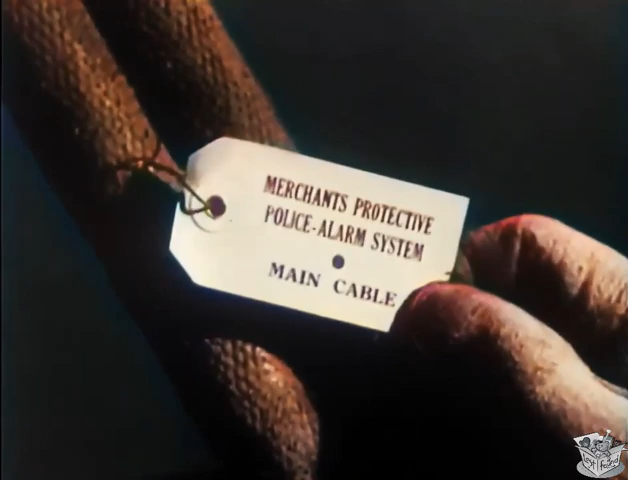 MERCHANTS PROTECTIVE
POLICE-ALARM SYSTEM
MAIN CABLE